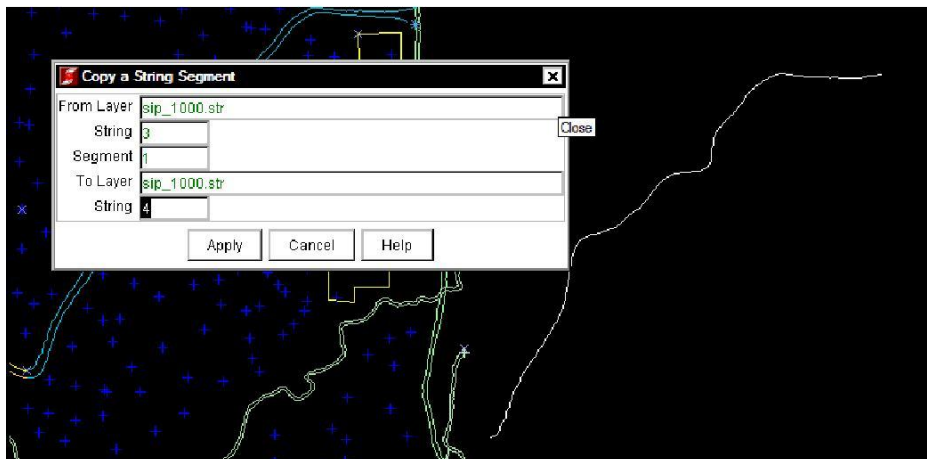 Copy a String Segment
From Layer sip_1000.str
Close
String 3
Segment 1
To Layer sip_1000.str
String 4
Apply Cancel Help